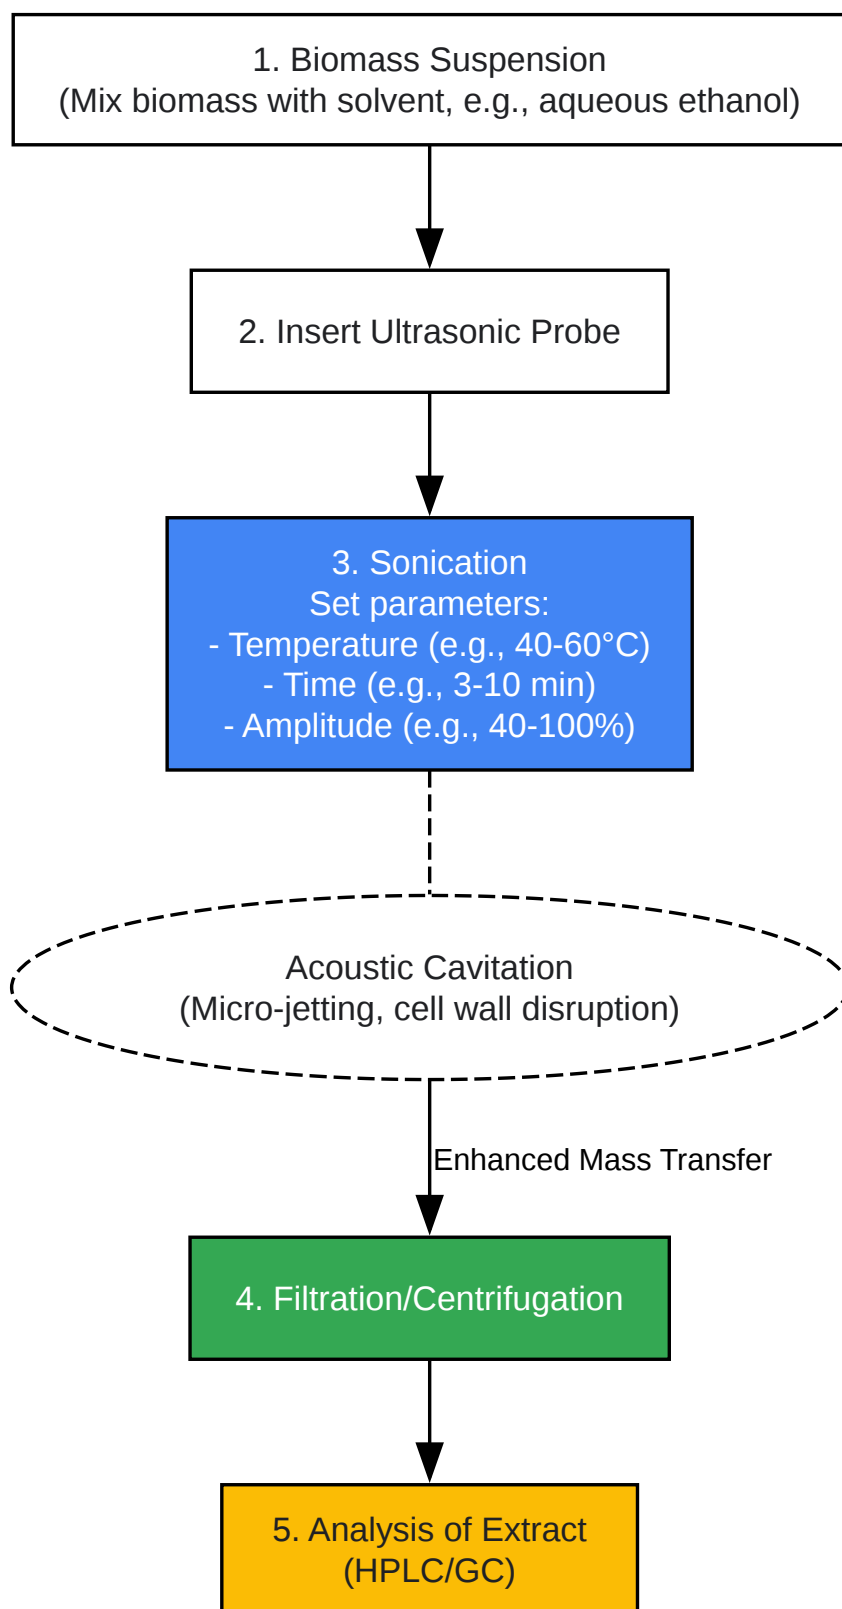 1. Biomass Suspension
(Mix biomass with solvent, e.g., aqueous ethanol)
2. Insert Ultrasonic Probe
3. Sonication
Set parameters:
- Temperature (e.g., 40-60°C)
- Time (e.g., 3-10 min)
- Amplitude (e.g., 40-100%)
Acoustic Cavitation
(Micro-jetting, cell wall disruption)
Enhanced Mass Transfer
4. Filtration/Centrifugation
5. Analysis of Extract
(HPLC/GC)